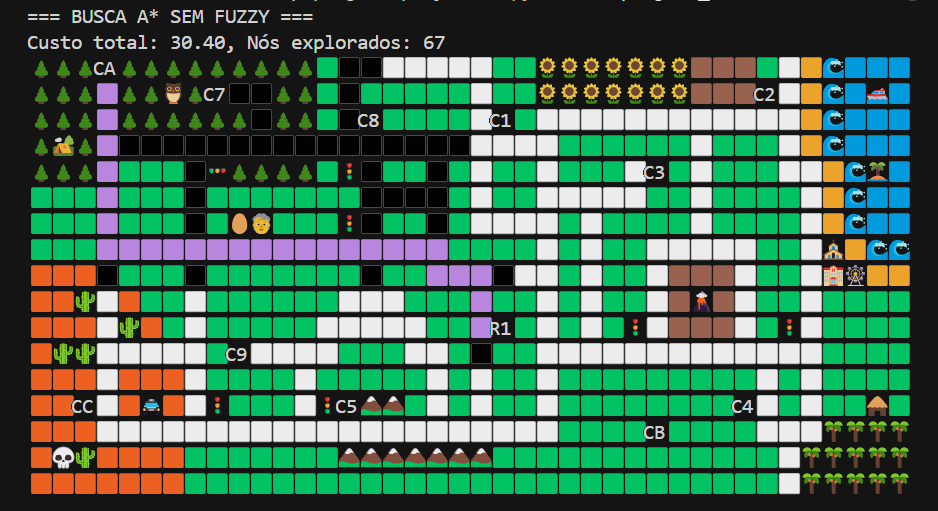 === BUSCA A* SEM FUZZY ===
Custo total: 30.40, Nós explorados: 67
CA
C7 C2
C8 C1
C3
R1
C9
CC C5 C4
CB